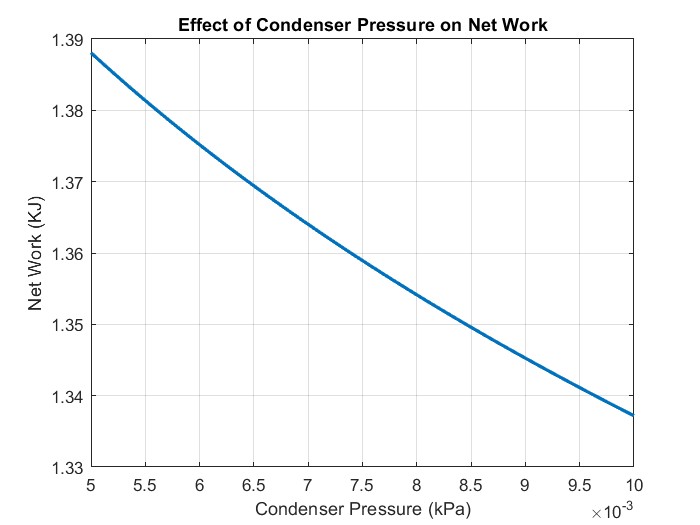 Effect of Condenser Pressure on Net Work
1.39
1.38
1.37
1.36
1.35
1.34
1.33
Net Work (KJ)
5 5.5 6 6.5 7 7.5 8 8.5 9 9.5 10
Condenser Pressure (kPa)
×10⁻³